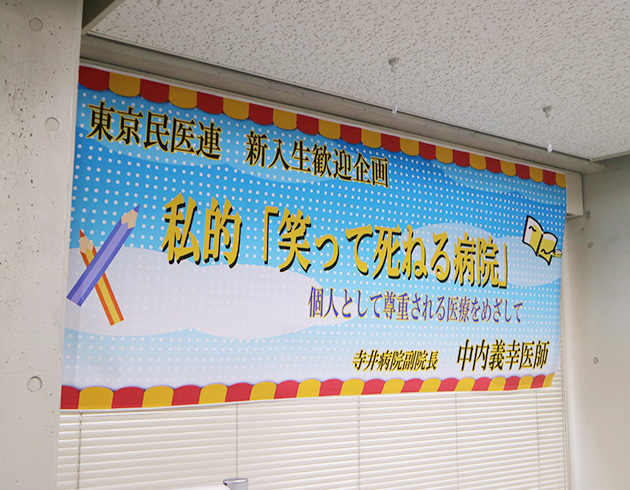 東京民医連　新入生歓迎企画
私的「笑って死ねる病院」
個人として尊重される医療をめざして
寺井病院副院長　中内義幸医師